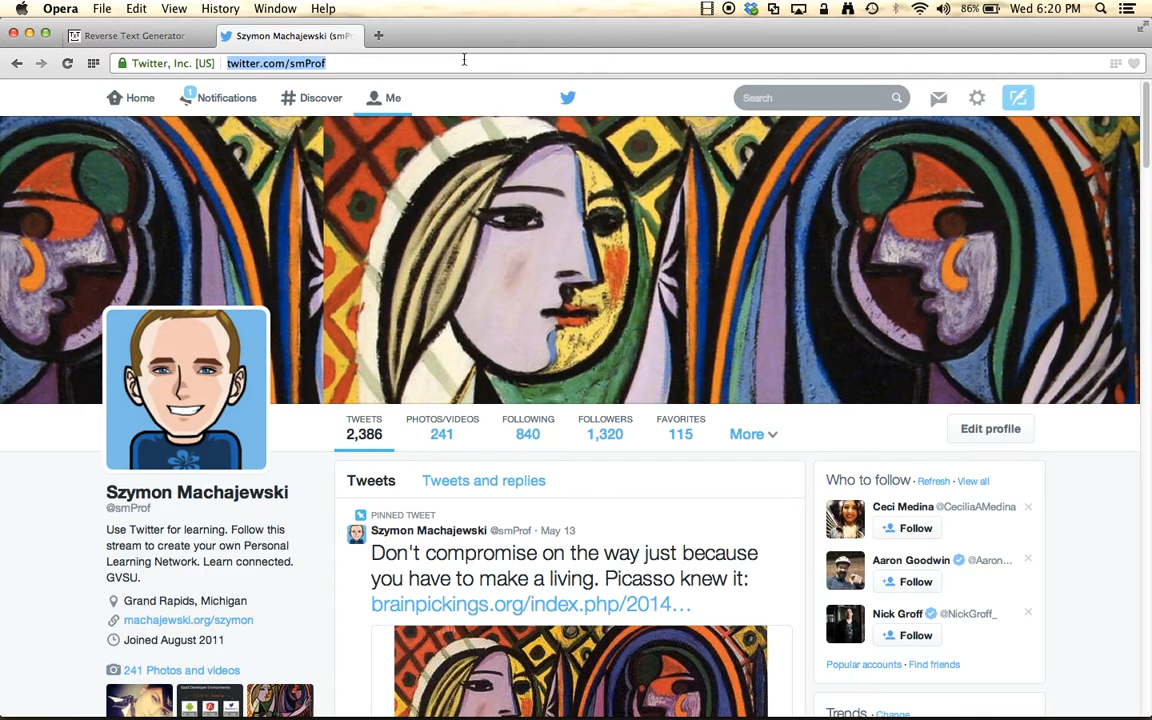 Opera File Edit View History Window Help 86% Wed 6:20 PM
Reverse Text Generator Szymon Machajewski (smPr
Twitter, Inc. [US] twitter.com/smProf
Home 1 Notifications Discover Me Search
TWEETS PHOTOS/VIDEOS FOLLOWING FOLLOWERS FAVORITES
2,386 241 840 1,320 115 More Edit profile
Szymon Machajewski
@smProf
Use Twitter for learning. Follow this
stream to create your own Personal
Learning Network. Learn connected.
GVSU.
Grand Rapids, Michigan
machajewski.org/szymon
Joined August 2011
241 Photos and videos
Tweets Tweets and replies
PINNED TWEET
Szymon Machajewski @smProf · May 13
Don't compromise on the way just because
you have to make a living. Picasso knew it:
brainpickings.org/index.php/2014…
Who to follow · Refresh · View all
Ceci Medina @CeciliaAMedina
Follow
Aaron Goodwin @Aaron...
Follow
Nick Groff @NickGroff_
Follow
Popular accounts · Find friends
Trends · Change